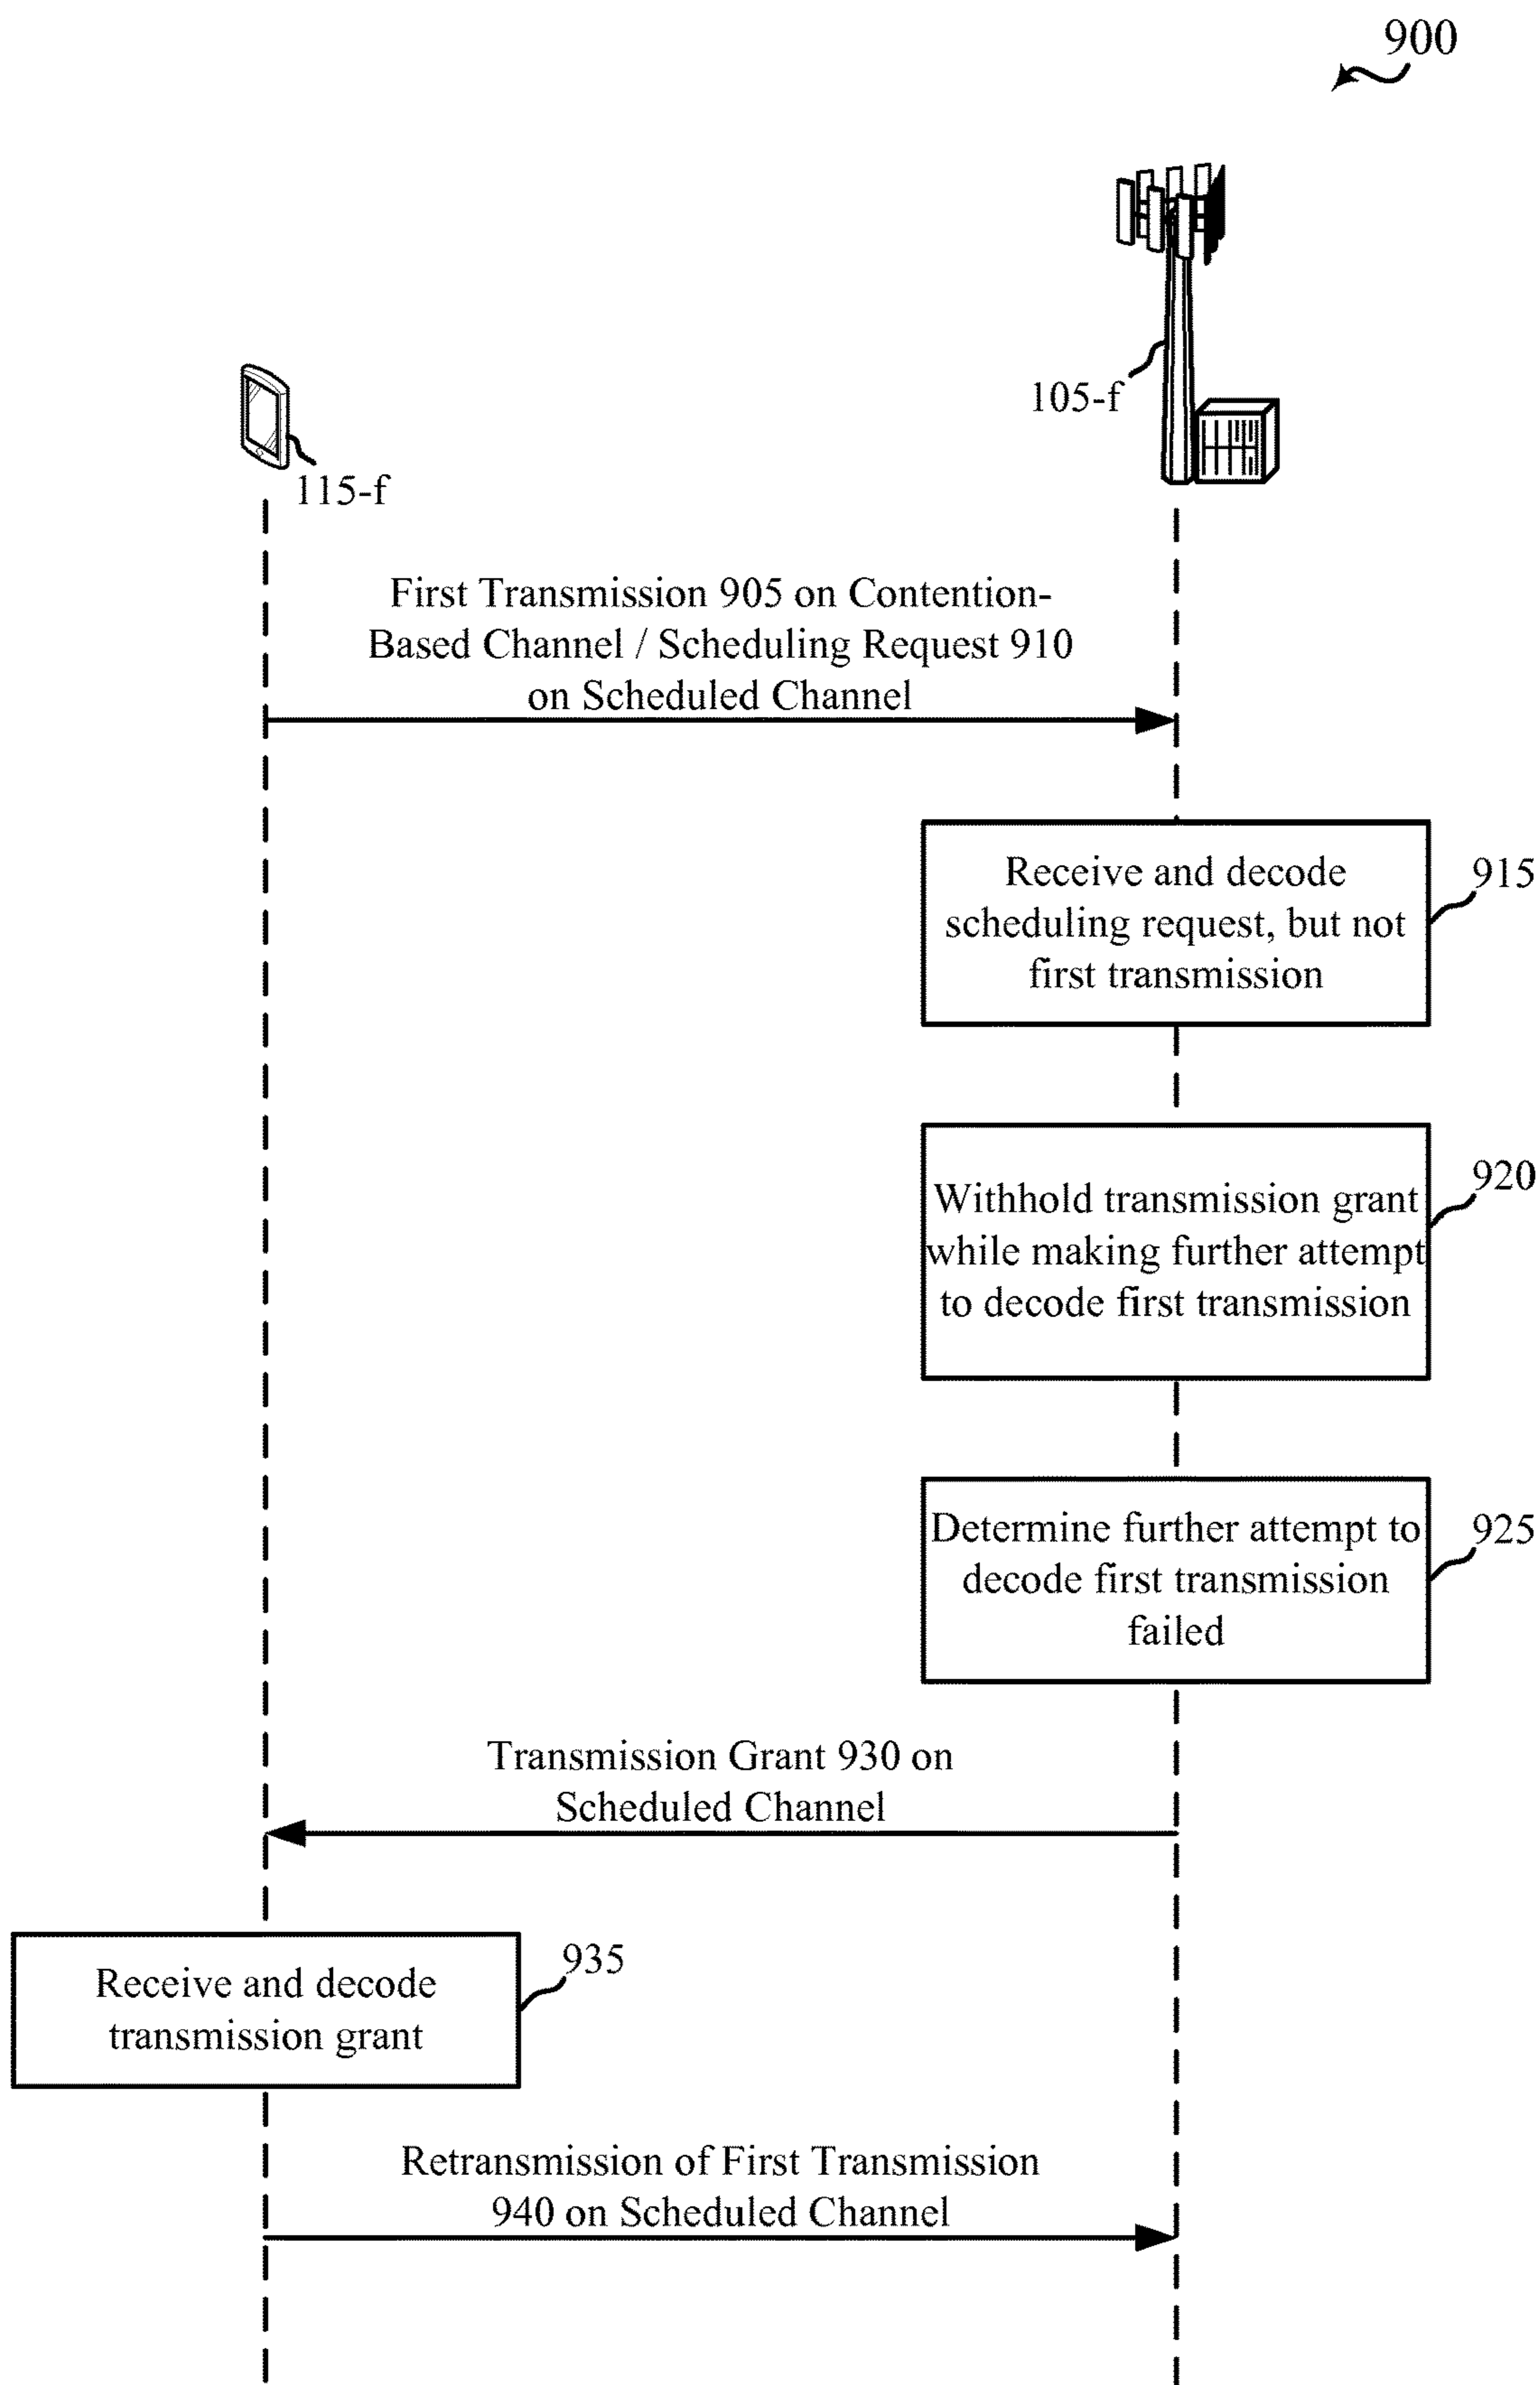 900
105-f
115-f
First Transmission 905 on Contention-
Based Channel / Scheduling Request 910
on Scheduled Channel
Receive and decode
scheduling request, but not
first transmission
915
Withhold transmission grant
while making further attempt
to decode first transmission
920
Determine further attempt to
decode first transmission
failed
925
Transmission Grant 930 on
Scheduled Channel
Receive and decode
transmission grant
935
Retransmission of First Transmission
940 on Scheduled Channel